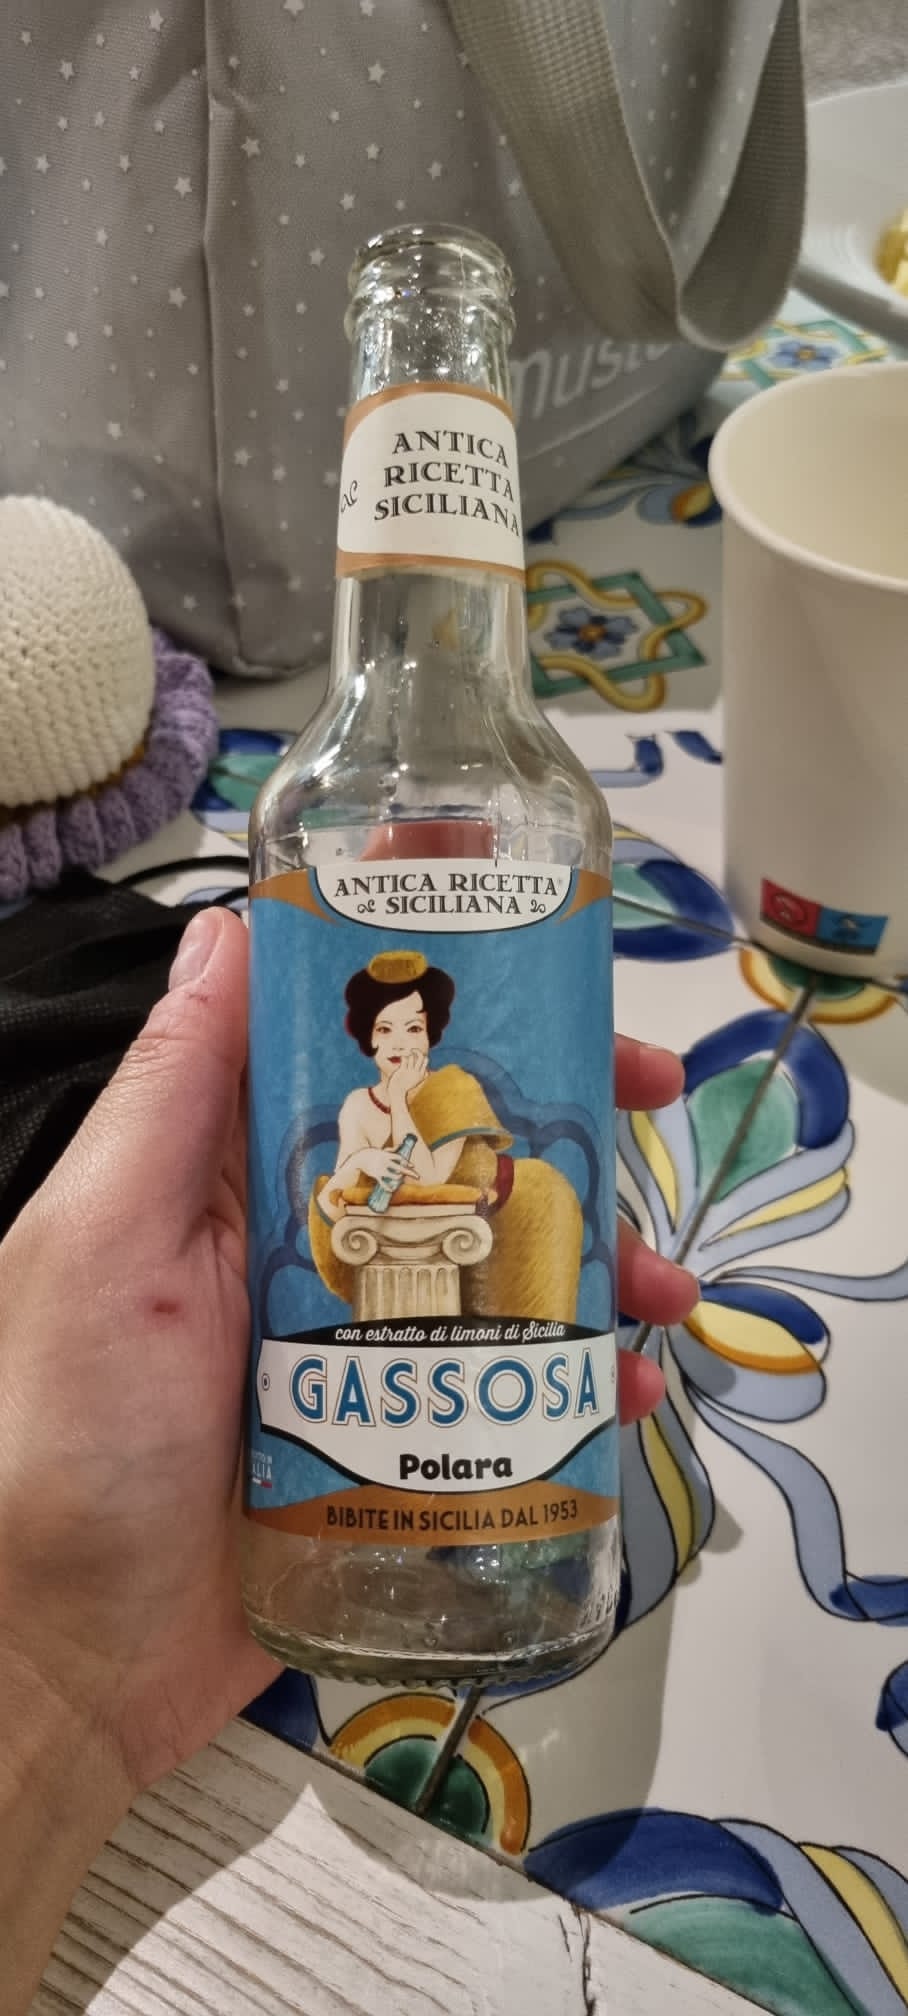 ANTICA
RICETTA
SICILIANA
ANTICA RICETTA
SICILIANA
con estratto di limoni di Sicilia
GASSOSA
Polara
BIBITE IN SICILIA DAL 1953